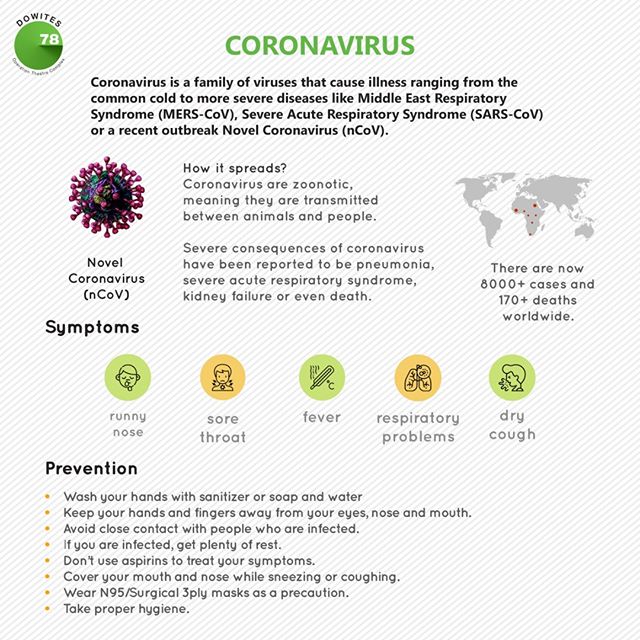 DOWITES
78
Operation Theatre Complex
CORONAVIRUS
Coronavirus is a family of viruses that cause illness ranging from the
common cold to more severe diseases like Middle East Respiratory
Syndrome (MERS-CoV), Severe Acute Respiratory Syndrome (SARS-CoV)
or a recent outbreak Novel Coronavirus (nCoV).
How it spreads?
Coronavirus are zoonotic,
meaning they are transmitted
between animals and people.
Severe consequences of coronavirus
have been reported to be pneumonia,
severe acute respiratory syndrome,
kidney failure or even death.
Novel
Coronavirus
(nCoV)
There are now
8000+ cases and
170+ deaths
worldwide.
Symptoms
°C
runny
nose
sore
throat
fever
respiratory
problems
dry
cough
Prevention
• Wash your hands with sanitizer or soap and water
• Keep your hands and fingers away from your eyes, nose and mouth.
• Avoid close contact with people who are infected.
• If you are infected, get plenty of rest.
• Don't use aspirins to treat your symptoms.
• Cover your mouth and nose while sneezing or coughing.
• Wear N95/Surgical 3ply masks as a precaution.
• Take proper hygiene.